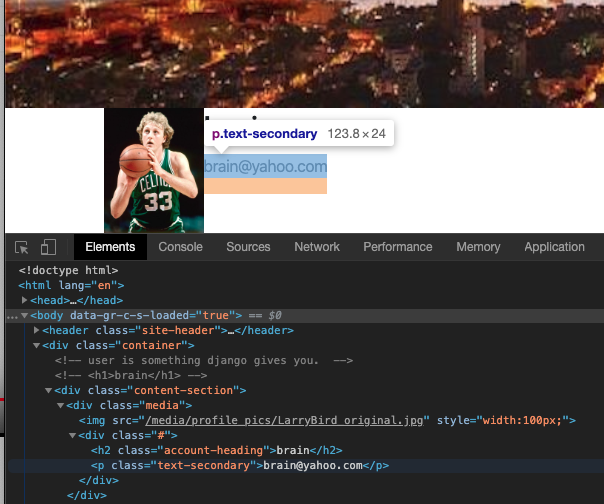 p.text-secondary 123.8 × 24
brain@yahoo.com
CELTICS
33
Elements Console Sources Network Performance Memory Application
<!doctype html>
<html lang="en">
<head>…</head>
<body data-gr-c-s-loaded="true"> == $0
<header class="site-header">…</header>
<div class="container">
<!-- user is something django gives you.  -->
<!-- <h1>brain</h1> -->
<div class="content-section">
<div class="media">
<img src="/media/profile_pics/LarryBird_original.jpg" style="width:100px;">
<div class="#">
<h2 class="account-heading">brain</h2>
<p class="text-secondary">brain@yahoo.com</p>
</div>
</div>